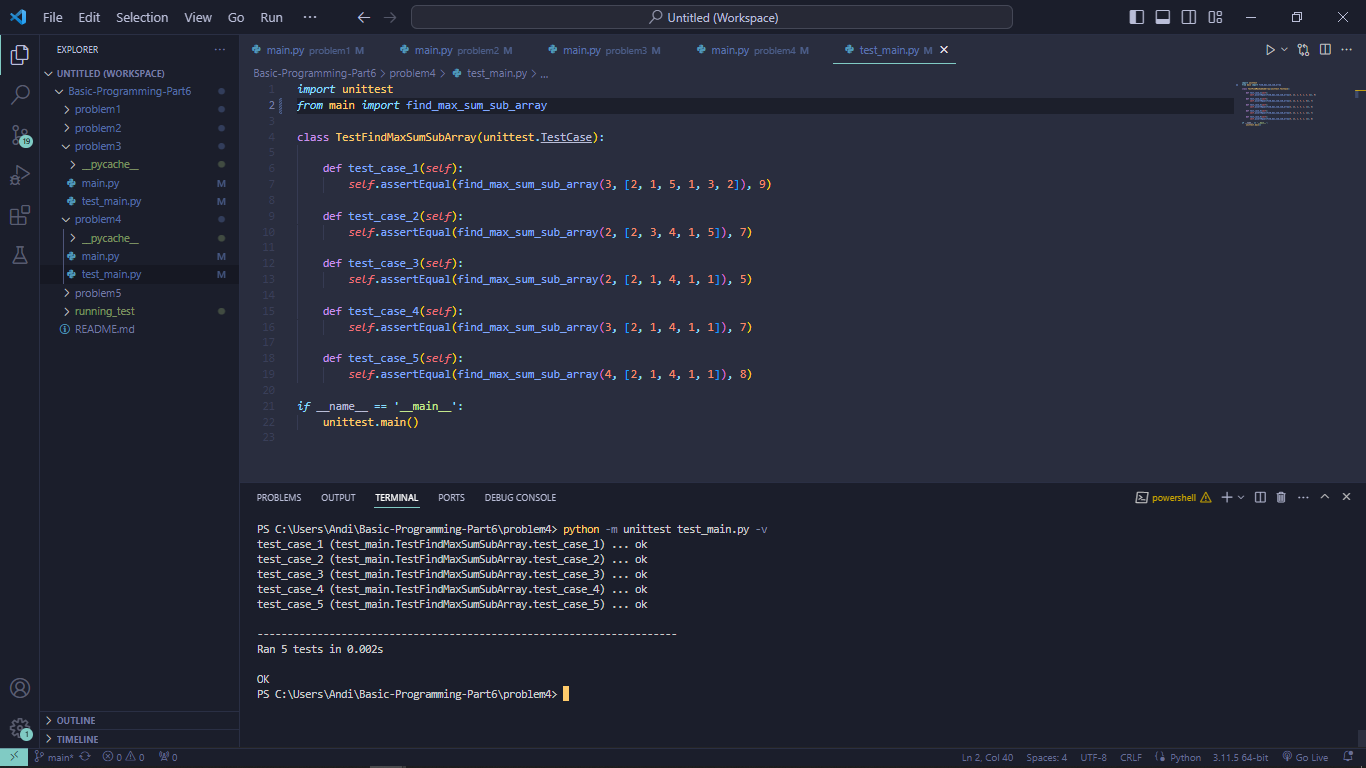 File Edit Selection View Go Run ··· Untitled (Workspace)
EXPLORER ···
UNTITLED (WORKSPACE)
Basic-Programming-Part6
problem1
problem2
problem3
__pycache__
main.py M
test_main.py M
problem4
__pycache__
main.py M
test_main.py M
problem5
running_test
README.md
OUTLINE
TIMELINE
19
1
main.py problem1 M main.py problem2 M main.py problem3 M main.py problem4 M test_main.py M
Basic-Programming-Part6 > problem4 > test_main.py > ...
1 import unittest
2 from main import find_max_sum_sub_array
3
4 class TestFindMaxSumSubArray(unittest.TestCase):
5
6 def test_case_1(self):
7 self.assertEqual(find_max_sum_sub_array(3, [2, 1, 5, 1, 3, 2]), 9)
8
9 def test_case_2(self):
10 self.assertEqual(find_max_sum_sub_array(2, [2, 3, 4, 1, 5]), 7)
11
12 def test_case_3(self):
13 self.assertEqual(find_max_sum_sub_array(2, [2, 1, 4, 1, 1]), 5)
14
15 def test_case_4(self):
16 self.assertEqual(find_max_sum_sub_array(3, [2, 1, 4, 1, 1]), 7)
17
18 def test_case_5(self):
19 self.assertEqual(find_max_sum_sub_array(4, [2, 1, 4, 1, 1]), 8)
20
21 if __name__ == '__main__':
22 unittest.main()
23
PROBLEMS OUTPUT TERMINAL PORTS DEBUG CONSOLE powershell
PS C:\Users\Andi\Basic-Programming-Part6\problem4> python -m unittest test_main.py -v
test_case_1 (test_main.TestFindMaxSumSubArray.test_case_1) ... ok
test_case_2 (test_main.TestFindMaxSumSubArray.test_case_2) ... ok
test_case_3 (test_main.TestFindMaxSumSubArray.test_case_3) ... ok
test_case_4 (test_main.TestFindMaxSumSubArray.test_case_4) ... ok
test_case_5 (test_main.TestFindMaxSumSubArray.test_case_5) ... ok
----------------------------------------------------------------------
Ran 5 tests in 0.002s
OK
PS C:\Users\Andi\Basic-Programming-Part6\problem4>
main* 0 0 0 Ln 2, Col 40 Spaces: 4 UTF-8 CRLF Python 3.11.5 64-bit Go Live